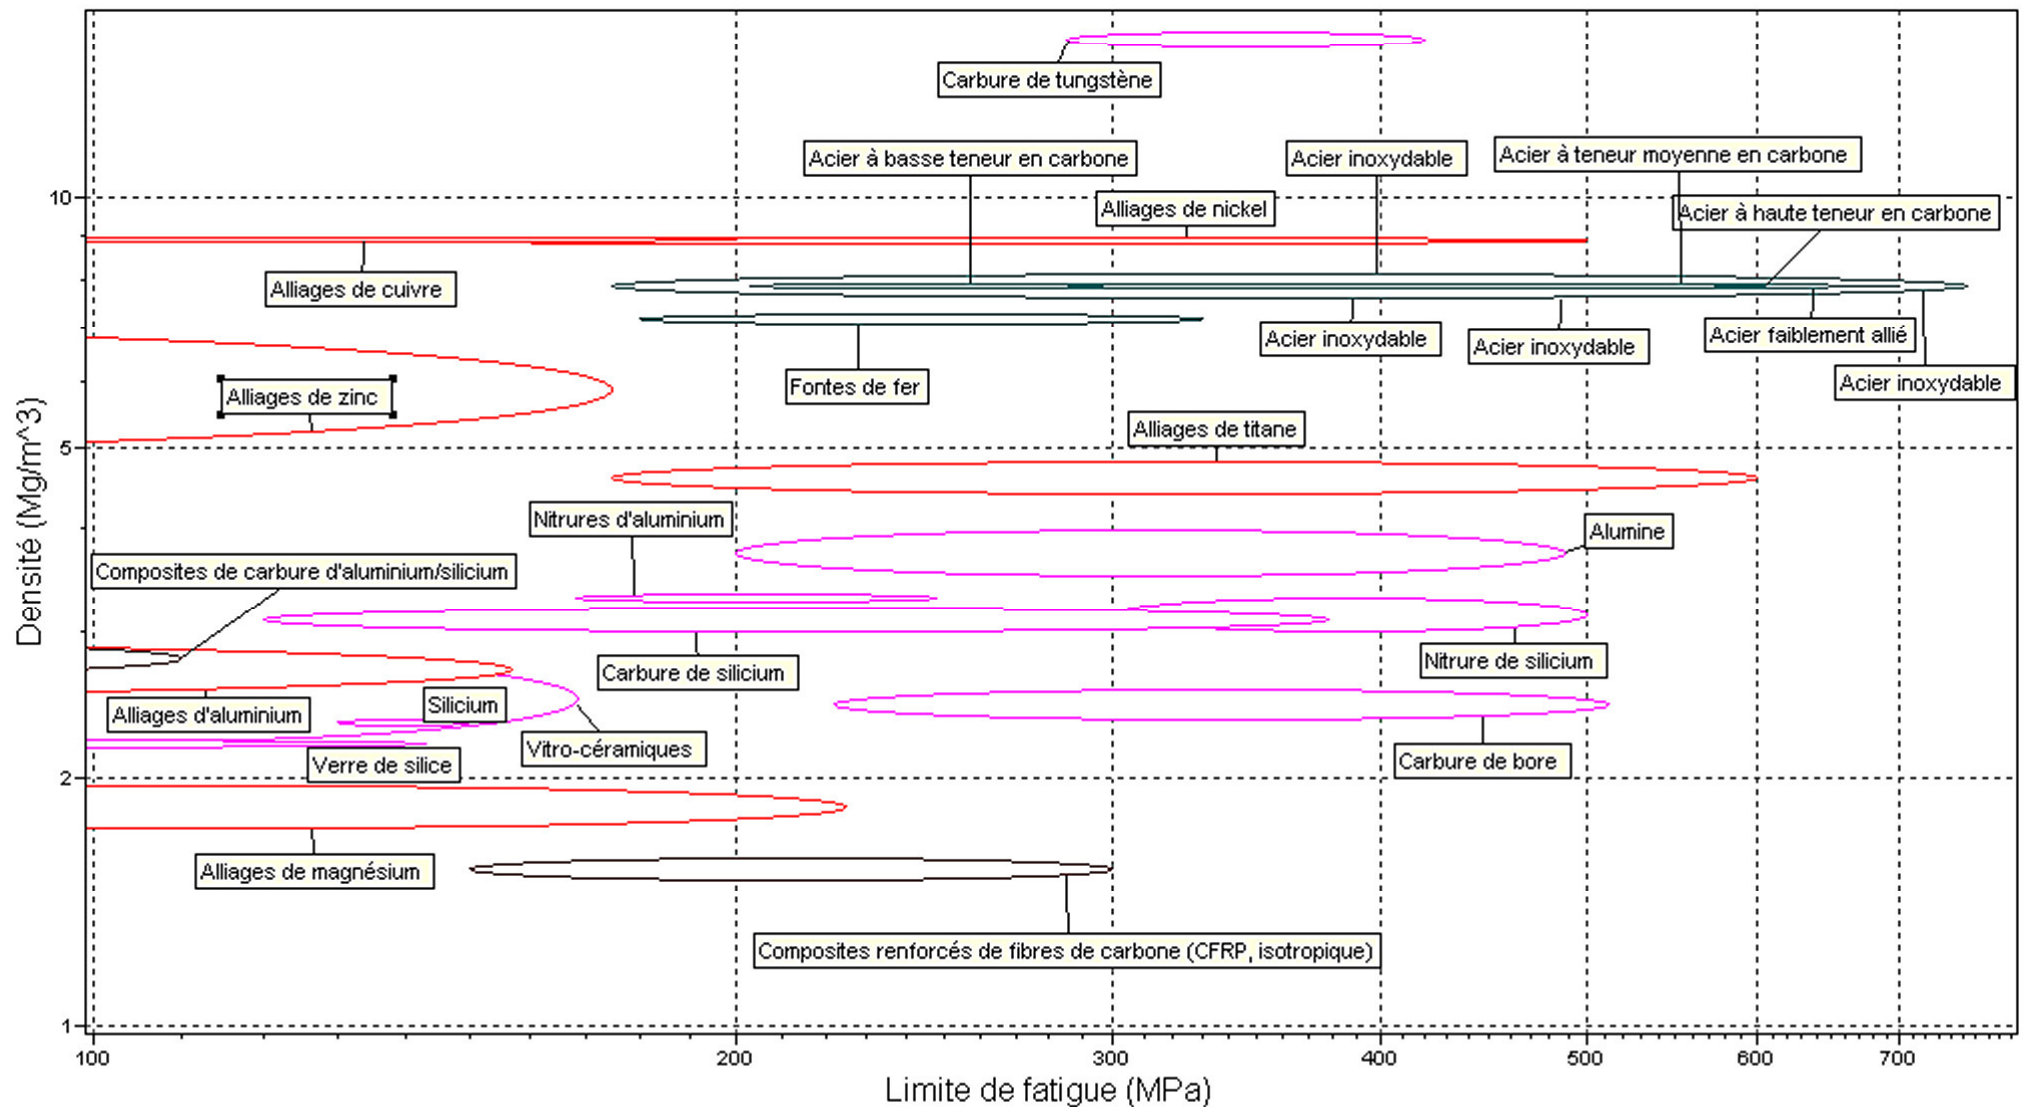 Carbure de tungstène
Acier à basse teneur en carbone
Acier inoxydable
Acier à teneur moyenne en carbone
10
Alliages de nickel
Acier à haute teneur en carbone
Alliages de cuivre
Acier inoxydable
Acier inoxydable
Acier faiblement allié
Acier inoxydable
Fontes de fer
Alliages de zinc
Alliages de titane
5
Densité (Mg/m^3)
Nitrures d'aluminium
Alumine
Composites de carbure d'aluminium/silicium
Carbure de silicium
Nitrure de silicium
Alliages d'aluminium
Silicium
Vitro-céramiques
Verre de silice
Carbure de bore
2
Alliages de magnésium
Composites renforcés de fibres de carbone (CFRP, isotropique)
1
100
200
300
400
500
600
700
Limite de fatigue (MPa)